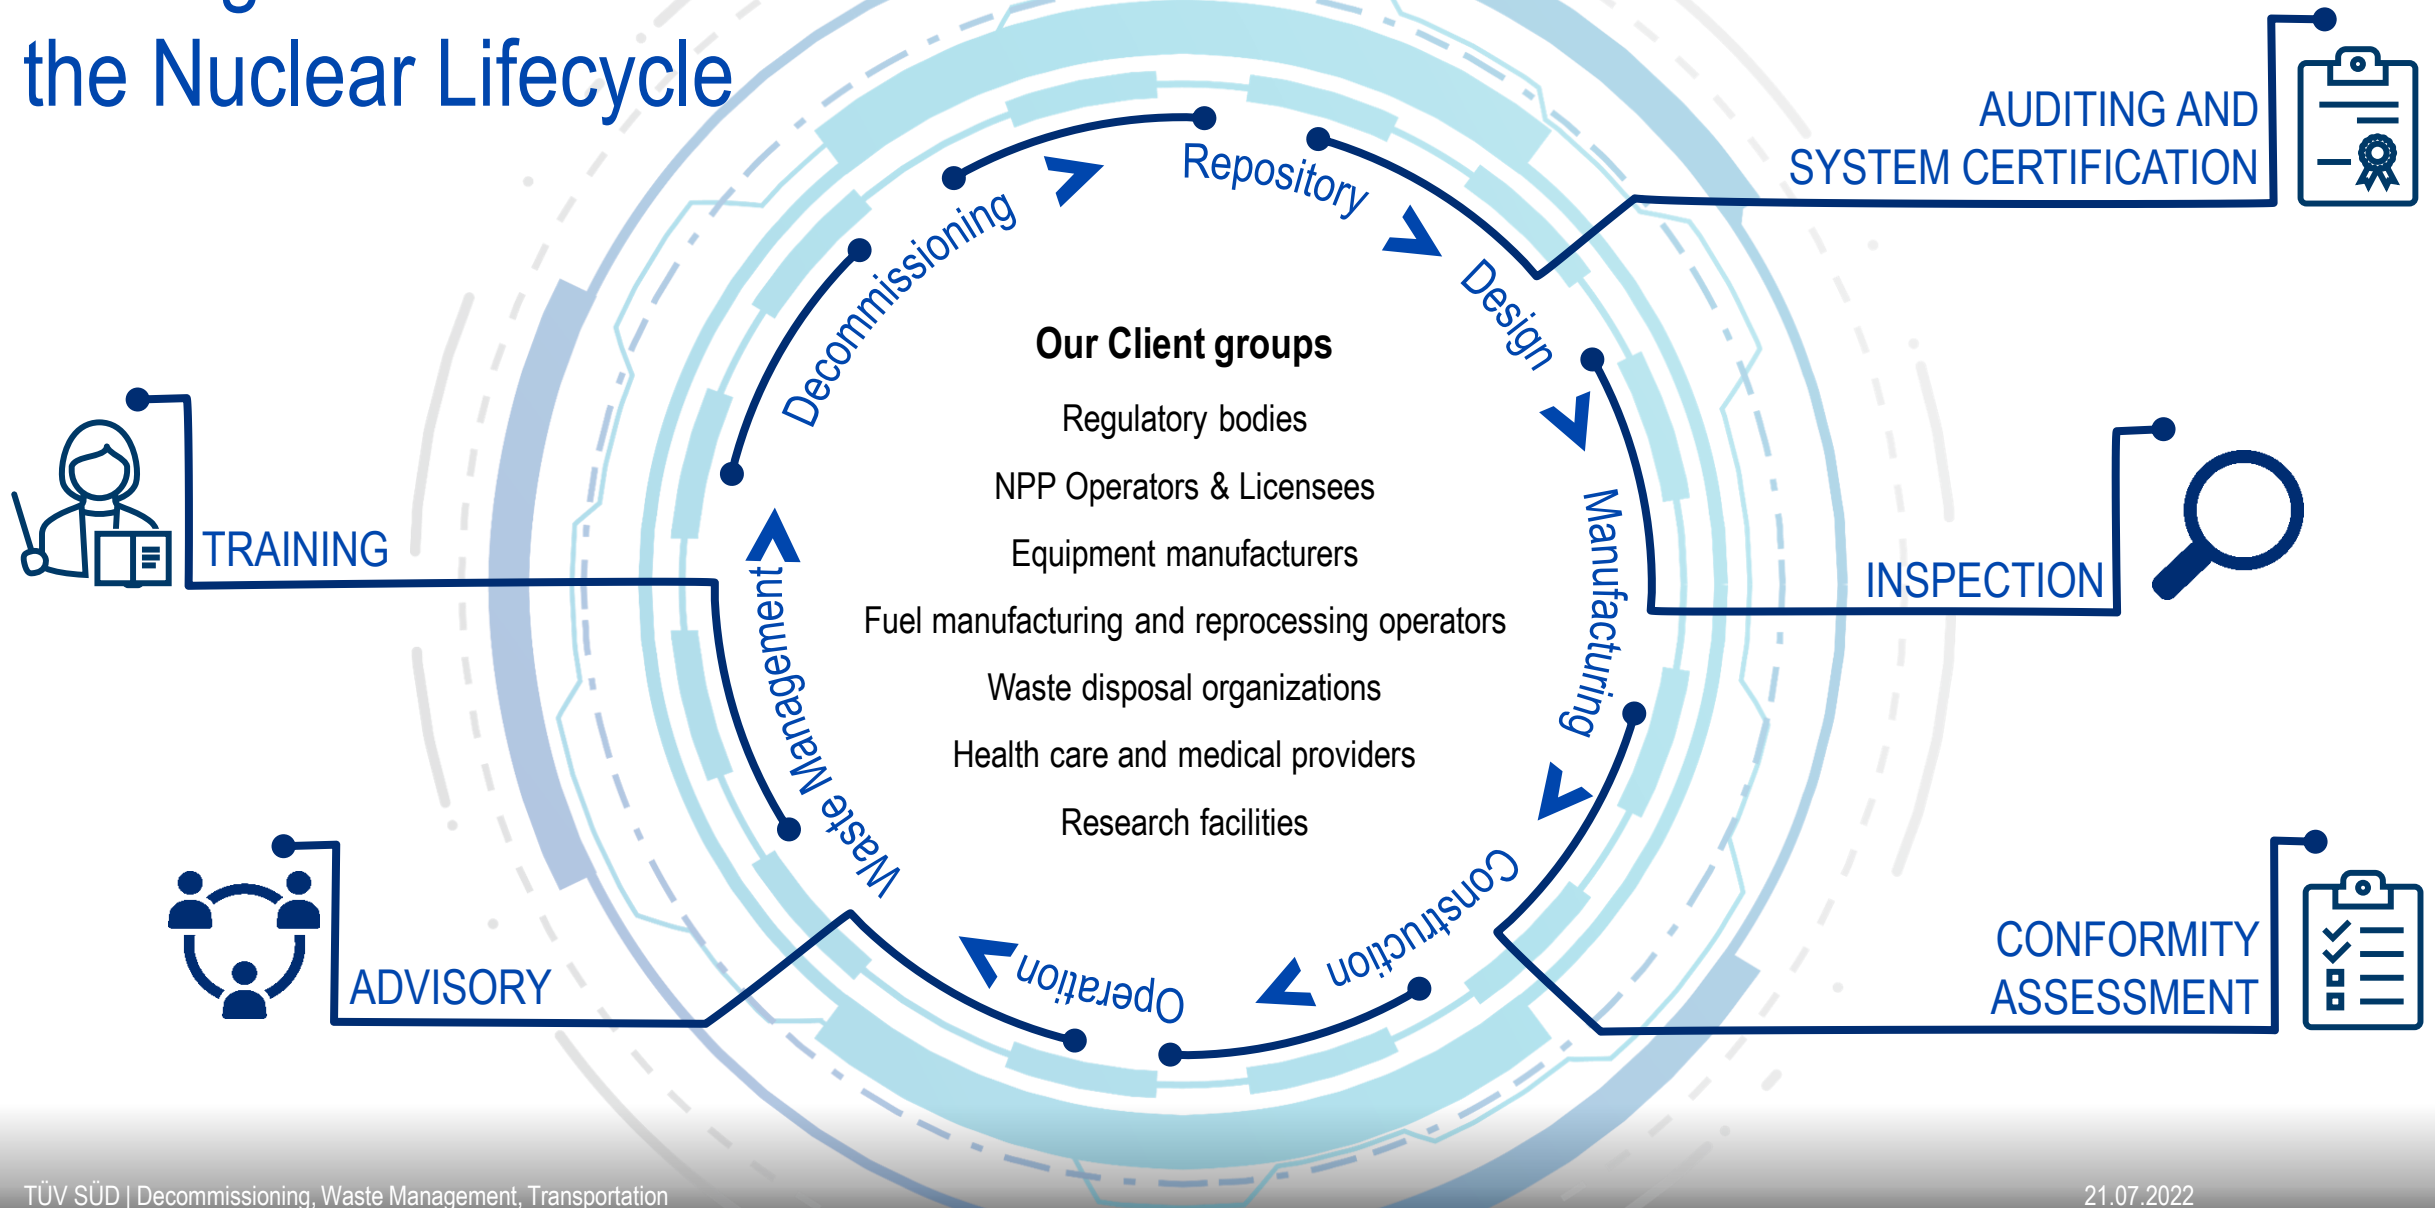 the Nuclear Lifecycle
AUDITING AND
SYSTEM CERTIFICATION
Repository
Decommissioning
Design
Our Client groups
Regulatory bodies
NPP Operators & Licensees
Equipment manufacturers
Fuel manufacturing and reprocessing operators
Waste disposal organizations
Health care and medical providers
Research facilities
Manufacturing
TRAINING
INSPECTION
Waste Management
Construction
Operation
ADVISORY
CONFORMITY
ASSESSMENT
TÜV SÜD | Decommissioning, Waste Management, Transportation
21.07.2022